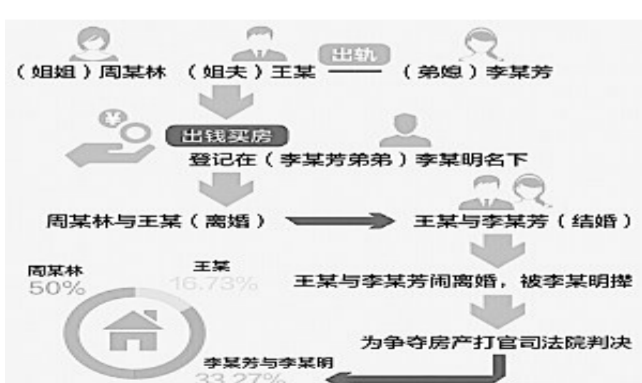 （姐姐）周某林 （姐夫）王某 出轨 （弟媳）李某芳
¥
出钱买房
登记在（李某芳弟弟）李某明名下
周某林与王某（离婚） 王某与李某芳（结婚）
王某与李某芳闹离婚，被李某明撵
为争夺房产打官司法院判决
周某林
50%
王某
16.73%
李某芳与李某明
33.27%